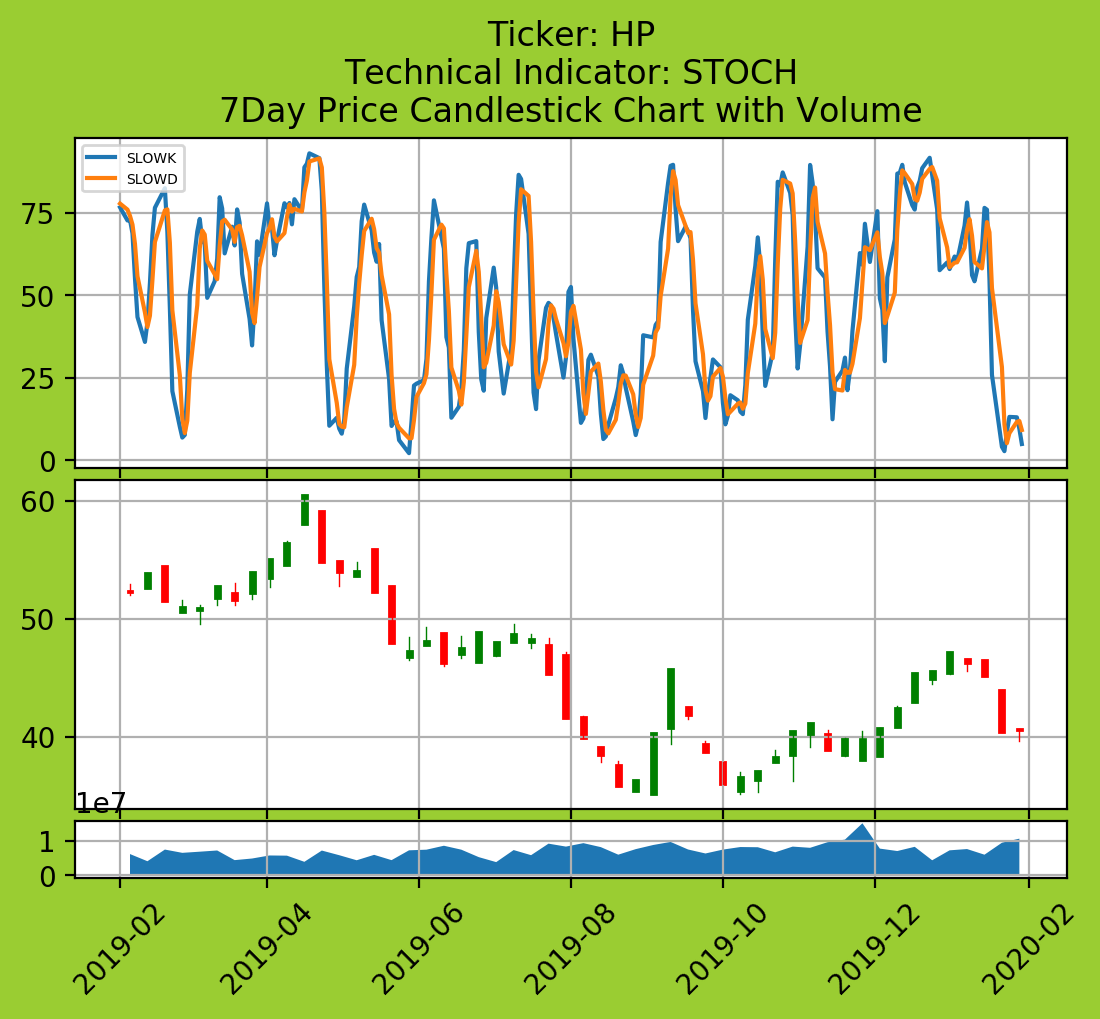 Ticker: HP
Technical Indicator: STOCH
7Day Price Candlestick Chart with Volume
SLOWK
SLOWD
75
50
25
0
60
50
40
1e7
1
0
2019-02
2019-04
2019-06
2019-08
2019-10
2019-12
2020-02